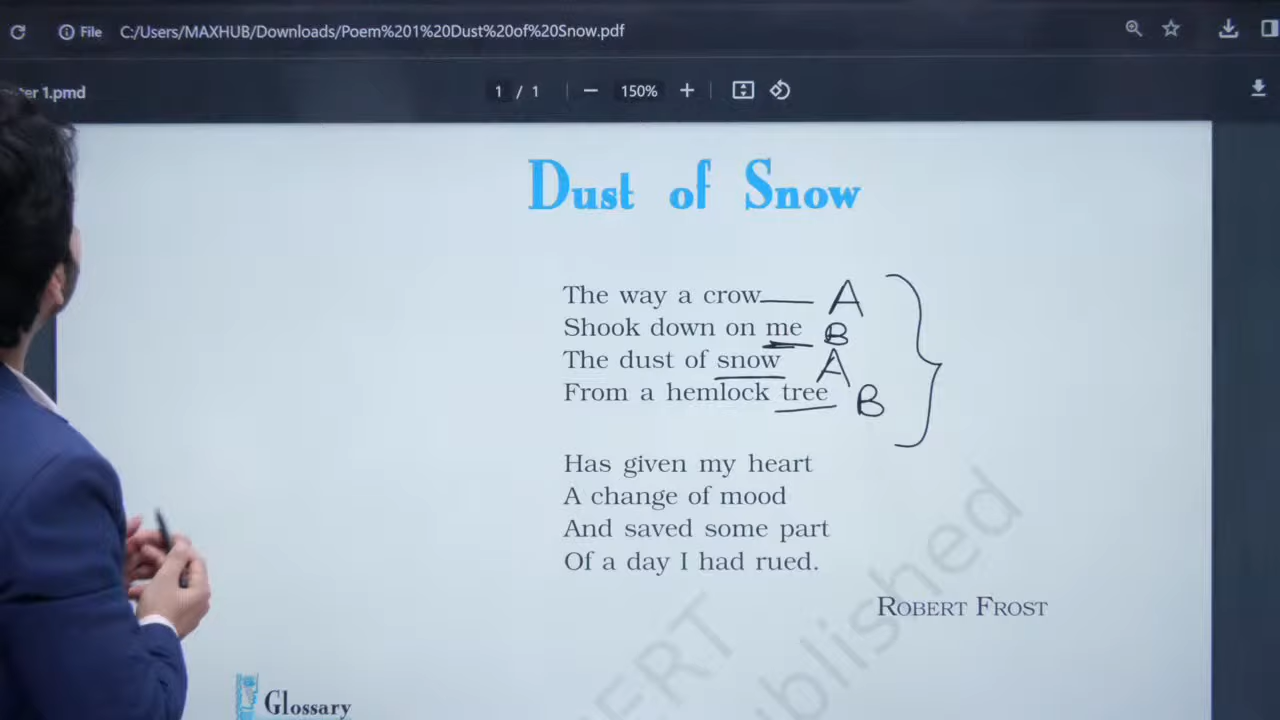 File C:/Users/MAXHUB/Downloads/Poem%201%20Dust%20of%20Snow.pdf
er 1.pmd
1 / 1
150%
Dust of Snow
The way a crow A
Shook down on me B
The dust of snow A
From a hemlock tree B
Has given my heart
A change of mood
And saved some part
Of a day I had rued.
ROBERT FROST
Glossary